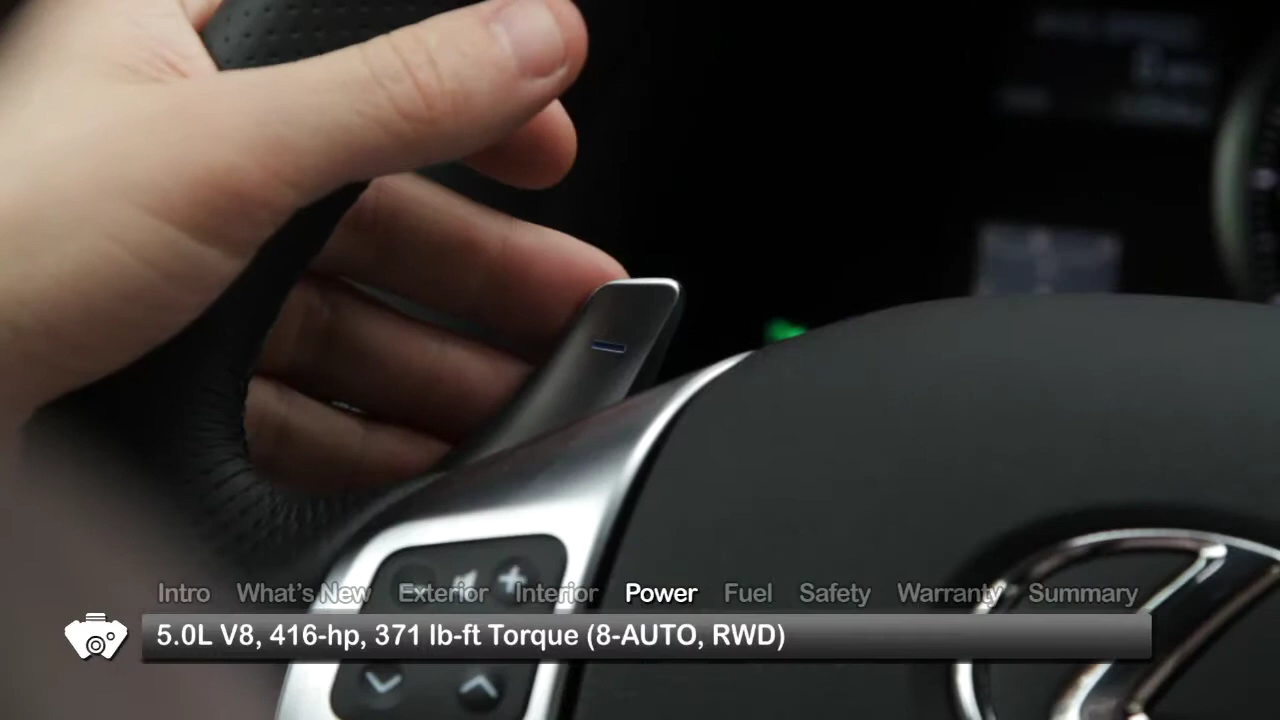 Intro What's New Exterior Interior Power Fuel Safety Warranty Summary
5.0L V8, 416-hp, 371 lb-ft Torque (8-AUTO, RWD)